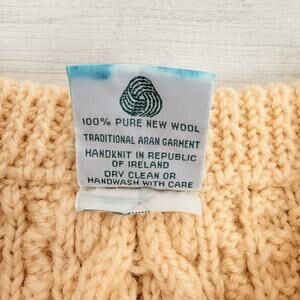 100% PURE NEW WOOL
TRADITIONAL ARAN GARMENT
HANDKNIT IN REPUBLIC
OF IRELAND
DRY CLEAN OR
HANDWASH WITH CARE